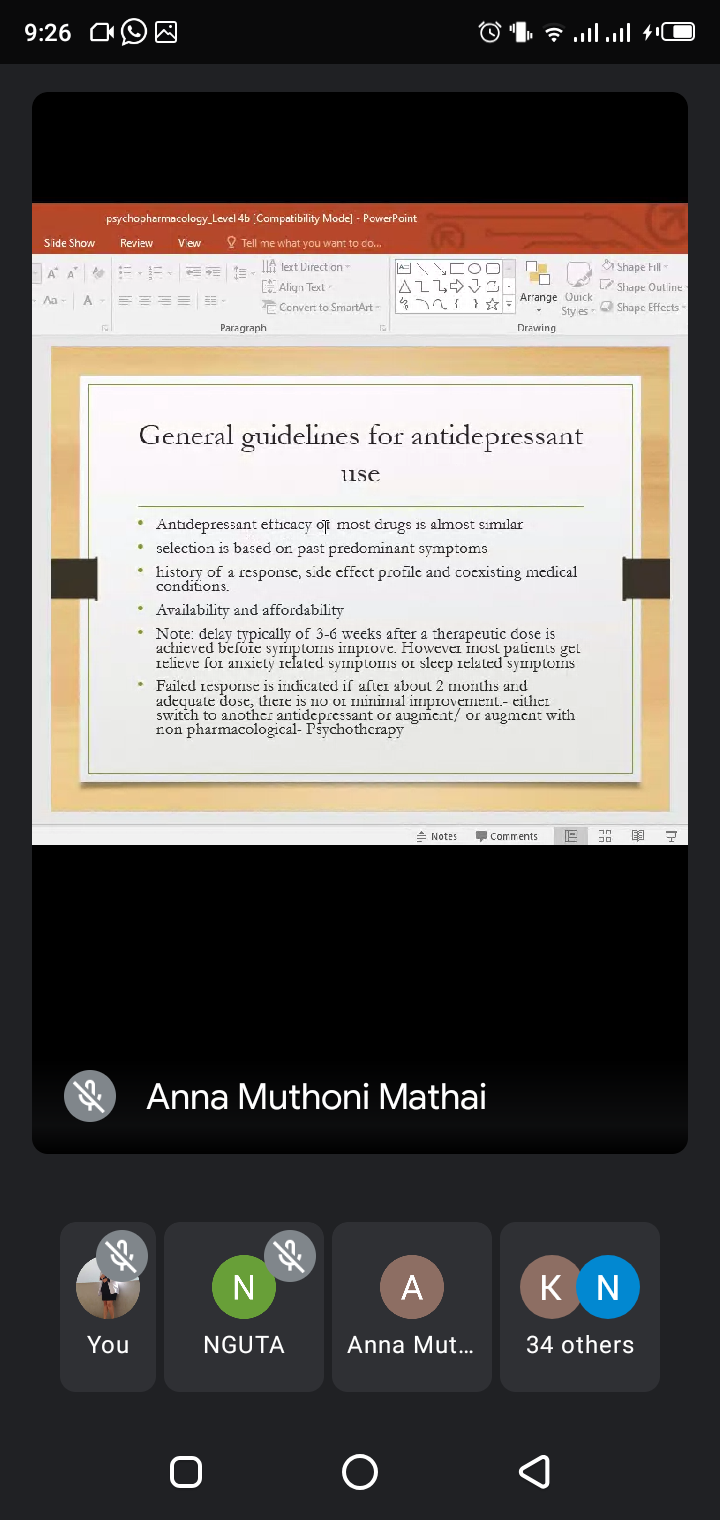 9:26
psychopharmacology_Level 4b [Compatibility Mode] - PowerPoint
Slide Show Review View Tell me what you want to do...
Text Direction
Align Text
Convert to SmartArt
Paragraph
Arrange
Quick Styles
Shape Fill
Shape Outline
Shape Effects
Drawing
General guidelines for antidepressant
use
• Antidepressant efficacy of most drugs is almost similar
• selection is based on past predominant symptoms
• history of a response, side effect profile and coexisting medical
conditions.
• Availability and affordability
• Note: delay typically of 3-6 weeks after a therapeutic dose is
achieved before symptoms improve. However most patients get
relieve for anxiety related symptoms or sleep related symptoms
• Failed response is indicated if after about 2 months and
adequate dose, there is no or minimal improvement.- either
switch to another antidepressant or augment/ or augment with
non pharmacological- Psychotherapy
Notes Comments
Anna Muthoni Mathai
N A K N
You NGUTA Anna Mut... 34 others